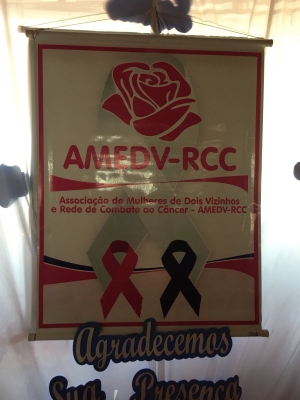 AMEDV-RCC
Associação de Mulheres de Dois Vizinhos
e Rede de Combate ao Câncer - AMEDV-RCC
Agradecemos
Sua Presença